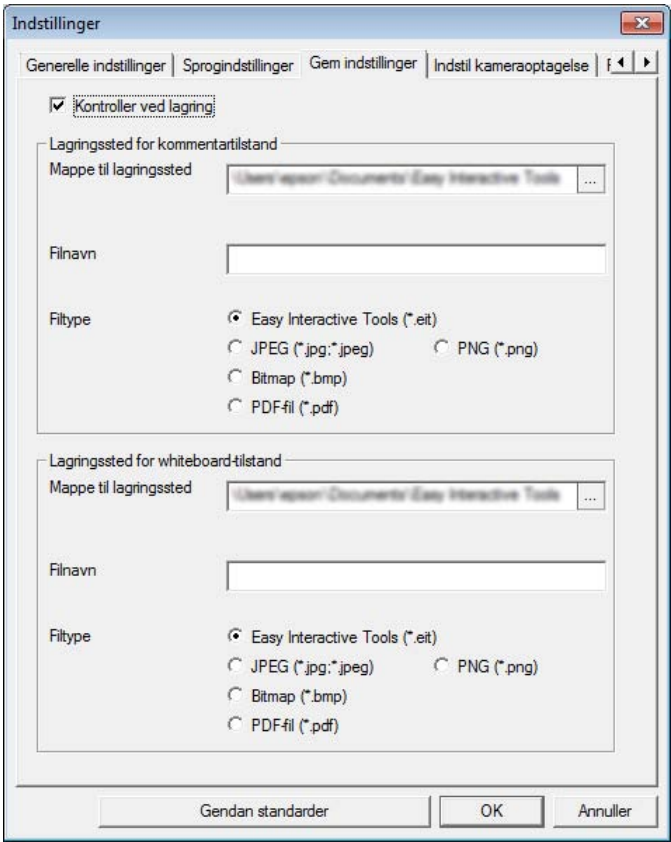 Indstillinger
Generelle indstillinger Sprogindstillinger Gem indstillinger Indstil kameraoptagelse
Kontroller ved lagring
Lagringssted for kommentartilstand
Mappe til lagringssted ...
Filnavn
Filtype Easy Interactive Tools (*.eit)
JPEG (*.jpg;*.jpeg) PNG (*.png)
Bitmap (*.bmp)
PDF-fil (*.pdf)
Lagringssted for whiteboard-tilstand
Mappe til lagringssted ...
Filnavn
Filtype Easy Interactive Tools (*.eit)
JPEG (*.jpg;*.jpeg) PNG (*.png)
Bitmap (*.bmp)
PDF-fil (*.pdf)
Gendan standarder OK Annuller